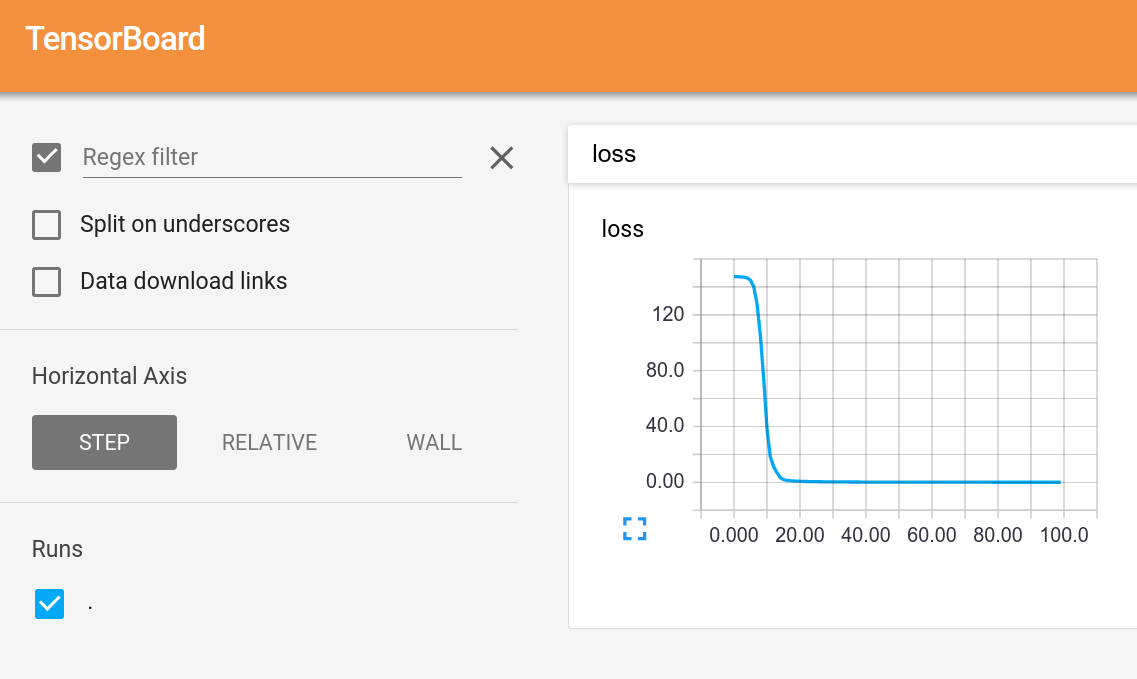 TensorBoard
Regex filter
Split on underscores
Data download links
Horizontal Axis
STEP RELATIVE WALL
Runs
.
loss
loss
120
80.0
40.0
0.00
0.000 20.00 40.00 60.00 80.00 100.0